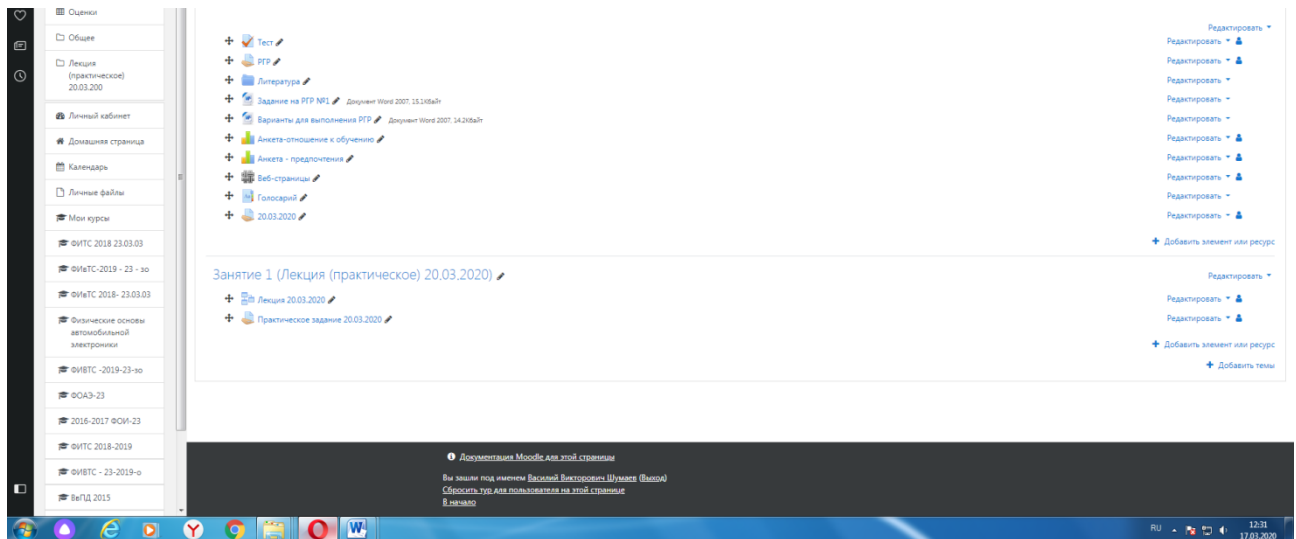 Оценки
Общее
Лекция
(практическое)
20.03.200
Личный кабинет
Домашняя страница
Календарь
Личные файлы
Мои курсы
ФИТС 2018 23.03.03
ФИвТС-2019 - 23 - зо
ФИвТС 2018- 23.03.03
Физические основы
автомобильной
электроники
ФИВТС -2019-23-зо
ФОАЭ-23
2016-2017 ФОИ-23
ФИТС 2018-2019
ФИВТС - 23-2019-о
ВвПД 2015
Редактировать
Тест Редактировать
РГР Редактировать
Литература Редактировать
Задание на РГР №1 Документ Word 2007, 15.1Кбайт Редактировать
Варианты для выполнения РГР Документ Word 2007, 14.2Кбайт Редактировать
Анкета-отношение к обучению Редактировать
Анкета - предпочтения Редактировать
Веб-страницы Редактировать
Голосарий Редактировать
20.03.2020 Редактировать
Добавить элемент или ресурс
Занятие 1 (Лекция (практическое) 20.03.2020) Редактировать
Лекция 20.03.2020 Редактировать
Практическое задание 20.03.2020 Редактировать
Добавить элемент или ресурс
Добавить темы
Документация Moodle для этой страницы
Вы зашли под именем Василий Викторович Шумаев (Выход)
Сбросить тур для пользователя на этой странице
В начало
RU 12:31
17.03.2020